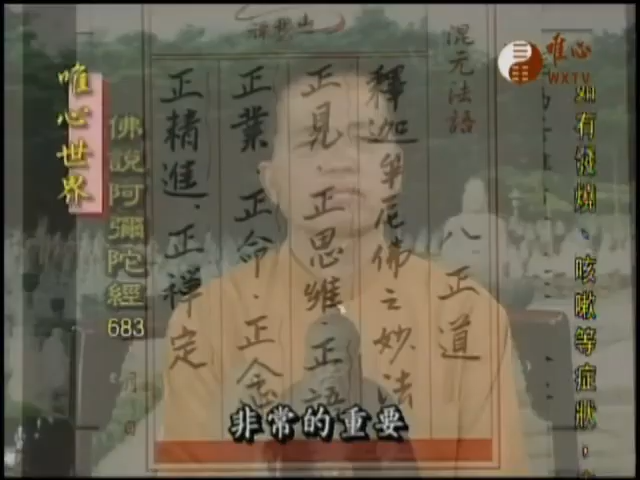 唯心
WXTV
唯心世界
佛說阿彌陀經
683
禪機山
混元法語
八正道
釋迦牟尼佛之妙法
正見、正思維、正語
正業、正命、正念
正精進、正禪定
如有發燒、咳嗽等症狀，
非常的重要